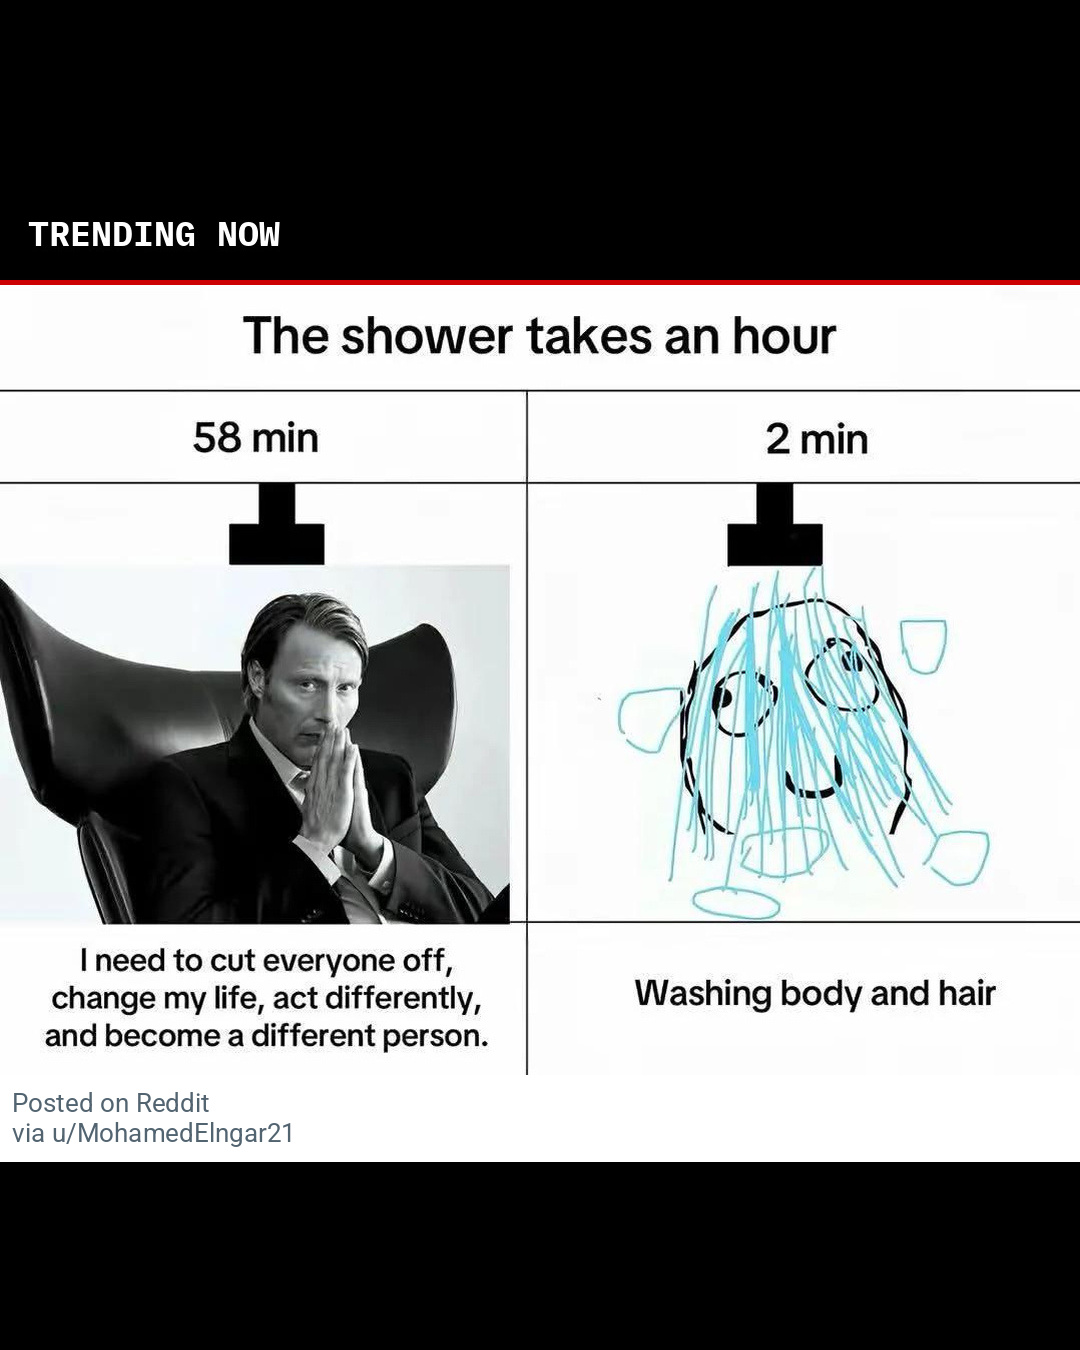 TRENDING NOW
The shower takes an hour
58 min
2 min
I need to cut everyone off,
change my life, act differently,
and become a different person.
Washing body and hair
Posted on Reddit
via u/MohamedElngar21